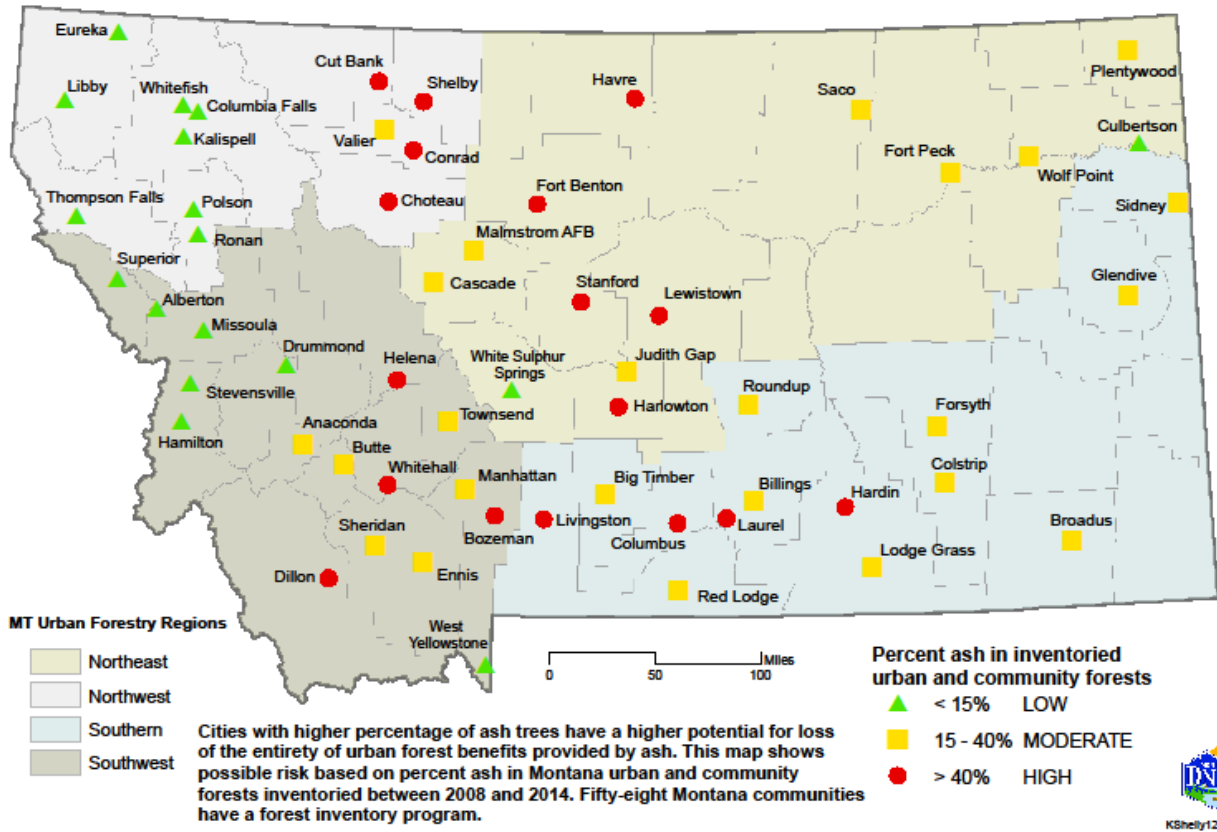 Eureka
Libby
Whitefish
Columbia Falls
Kalispell
Thompson Falls
Polson
Ronan
Cut Bank
Shelby
Valier
Conrad
Choteau
Havre
Fort Benton
Malmstrom AFB
Cascade
Stanford
Lewistown
Saco
Fort Peck
Plentywood
Culbertson
Wolf Point
Sidney
Glendive
Superior
Alberton
Missoula
Drummond
Stevensville
Hamilton
Helena
White Sulphur
Springs
Judith Gap
Harlowton
Townsend
Anaconda
Butte
Whitehall
Manhattan
Sheridan
Bozeman
Dillon
Ennis
West
Yellowstone
Roundup
Forsyth
Colstrip
Big Timber
Billings
Hardin
Livingston
Columbus
Laurel
Broadus
Lodge Grass
Red Lodge
MT Urban Forestry Regions
Northeast
Northwest
Southern
Southwest
Miles
0 50 100
Cities with higher percentage of ash trees have a higher potential for loss
of the entirety of urban forest benefits provided by ash. This map shows
possible risk based on percent ash in Montana urban and community
forests inventoried between 2008 and 2014. Fifty-eight Montana communities
have a forest inventory program.
Percent ash in inventoried
urban and community forests
< 15% LOW
15 - 40% MODERATE
> 40% HIGH